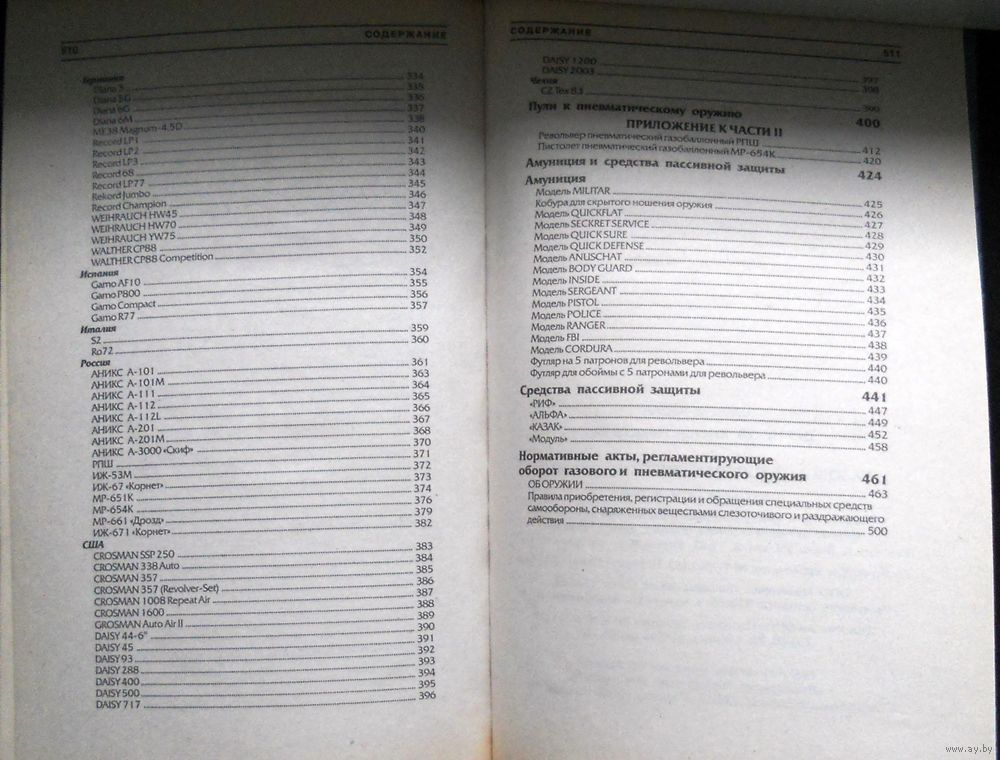 510 СОДЕРЖАНИЕ
Германия
Diana 5 334
Diana 5G 335
Diana 6G 336
Diana 6M 337
ME38 Magnum-4.5D 338
Record LP1 340
Record LP2 341
Record LP3 342
Record 68 343
Record LP77 344
Rekord Jumbo 345
Record Champion 346
WEIHRAUCH HW45 347
WEIHRAUCH HW70 348
WEIHRAUCH YW75 349
WALTHER CP88 350
WALTHER CP88 Competition 352
Испания
Gamo AF10 354
Gamo P800 355
Gamo Compact 356
Gamo R77 357
Италия
S2 359
Ro72 360
Россия
АНИКС А-101 361
АНИКС А-101М 363
АНИКС А-111 364
АНИКС А-112 365
АНИКС А-112L 366
АНИКС А-201 367
АНИКС А-201М 368
АНИКС А-3000 «Скиф» 370
РПШ 371
ИЖ-53М 372
ИЖ-67 «Корнет» 373
МР-651К 374
МР-654К 376
МР-661 «Дрозд» 379
ИЖ-671 «Корнет» 382
США
CROSMAN SSP 250 383
CROSMAN 338 Auto 384
CROSMAN 357 385
CROSMAN 357 (Revolver-Set) 386
CROSMAN 1008 Repeat Air 387
CROSMAN 1600 388
GROSMAN Auto Air II 389
DAISY 44-6" 390
DAISY 45 391
DAISY 93 392
DAISY 288 393
DAISY 400 394
DAISY 500 395
DAISY 717 396
СОДЕРЖАНИЕ 511
DAISY 1200 397
DAISY 2003 398
Чехия
CZ Tex 83 399
Пули к пневматическому оружию 400
ПРИЛОЖЕНИЕ К ЧАСТИ II
Револьвер пневматический газобаллонный РПШ 412
Пистолет пневматический газобаллонный МР-654К 420
Амуниция и средства пассивной защиты 424
Амуниция
Модель MILITAR 425
Кобура для скрытого ношения оружия 426
Модель QUICKFLAT 427
Модель SECKRET SERVICE 428
Модель QUICK SURE 429
Модель QUICK DEFENSE 430
Модель ANUSCHAT 431
Модель BODY GUARD 432
Модель INSIDE 433
Модель SERGEANT 434
Модель PISTOL 435
Модель POLICE 436
Модель RANGER 437
Модель FBI 438
Модель CORDURA 439
Футляр на 5 патронов для револьвера 440
Футляр для обоймы с 5 патронами для револьвера 440
Средства пассивной защиты 441
«РИФ» 447
«АЛЬФА» 449
«КАЗАК» 452
«Модуль» 458
Нормативные акты, регламентирующие
оборот газового и пневматического оружия 461
ОБ ОРУЖИИ 463
Правила приобретения, регистрации и обращения специальных средств
самообороны, снаряженных веществами слезоточивого и раздражающего
действия 500
www.ay.by